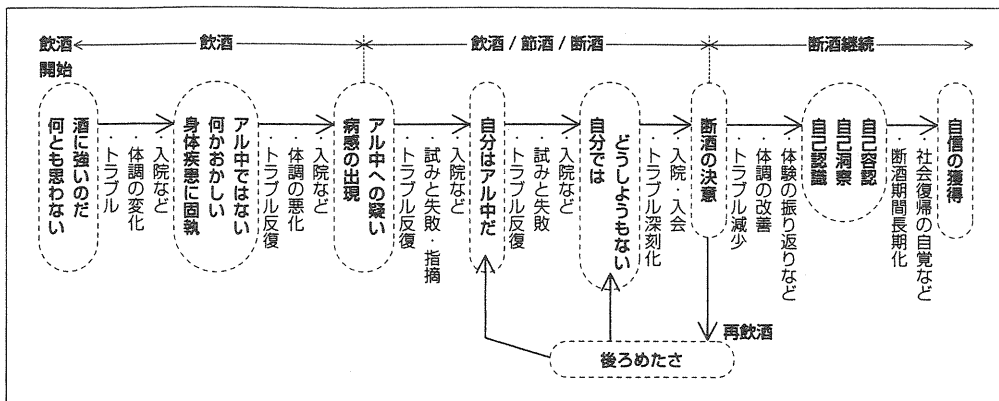 飲酒開始
飲酒
飲酒 / 節酒 / 断酒
断酒継続
酒に強いのだ
何とも思わない
・入院など
・体調の変化
・トラブル
アル中ではない
何かおかしい
身体疾患に固執
・入院など
・体調の悪化
・トラブル反復
アル中への疑い
病感の出現
・入院など
・試みと失敗・指摘
・トラブル反復
自分はアル中だ
・入院など
・試みと失敗
・トラブル反復
自分では
どうしようもない
・入院・入会
・トラブル深刻化
断酒の決意
・体験の振り返りなど
・体調の改善
・トラブル減少
自己容認
自己洞察
自己認識
・社会復帰の自覚など
・断酒期間長期化
自信の獲得
再飲酒
後ろめたさ